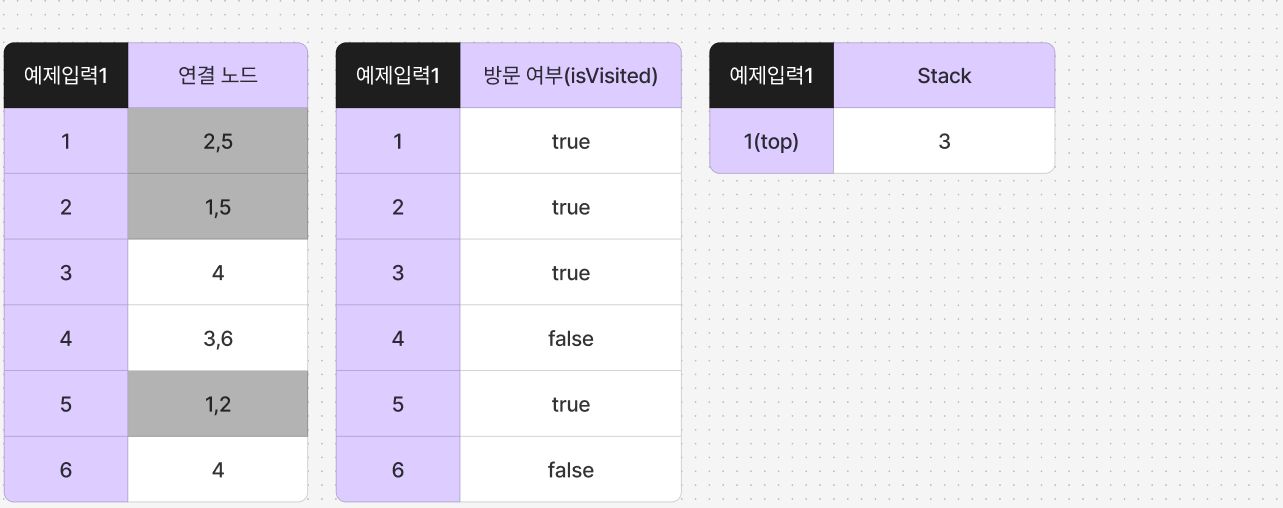 예제입력1 연결 노드
1 2,5
2 1,5
3 4
4 3,6
5 1,2
6 4
예제입력1 방문 여부(isVisited)
1 true
2 true
3 true
4 false
5 true
6 false
예제입력1 Stack
1(top) 3